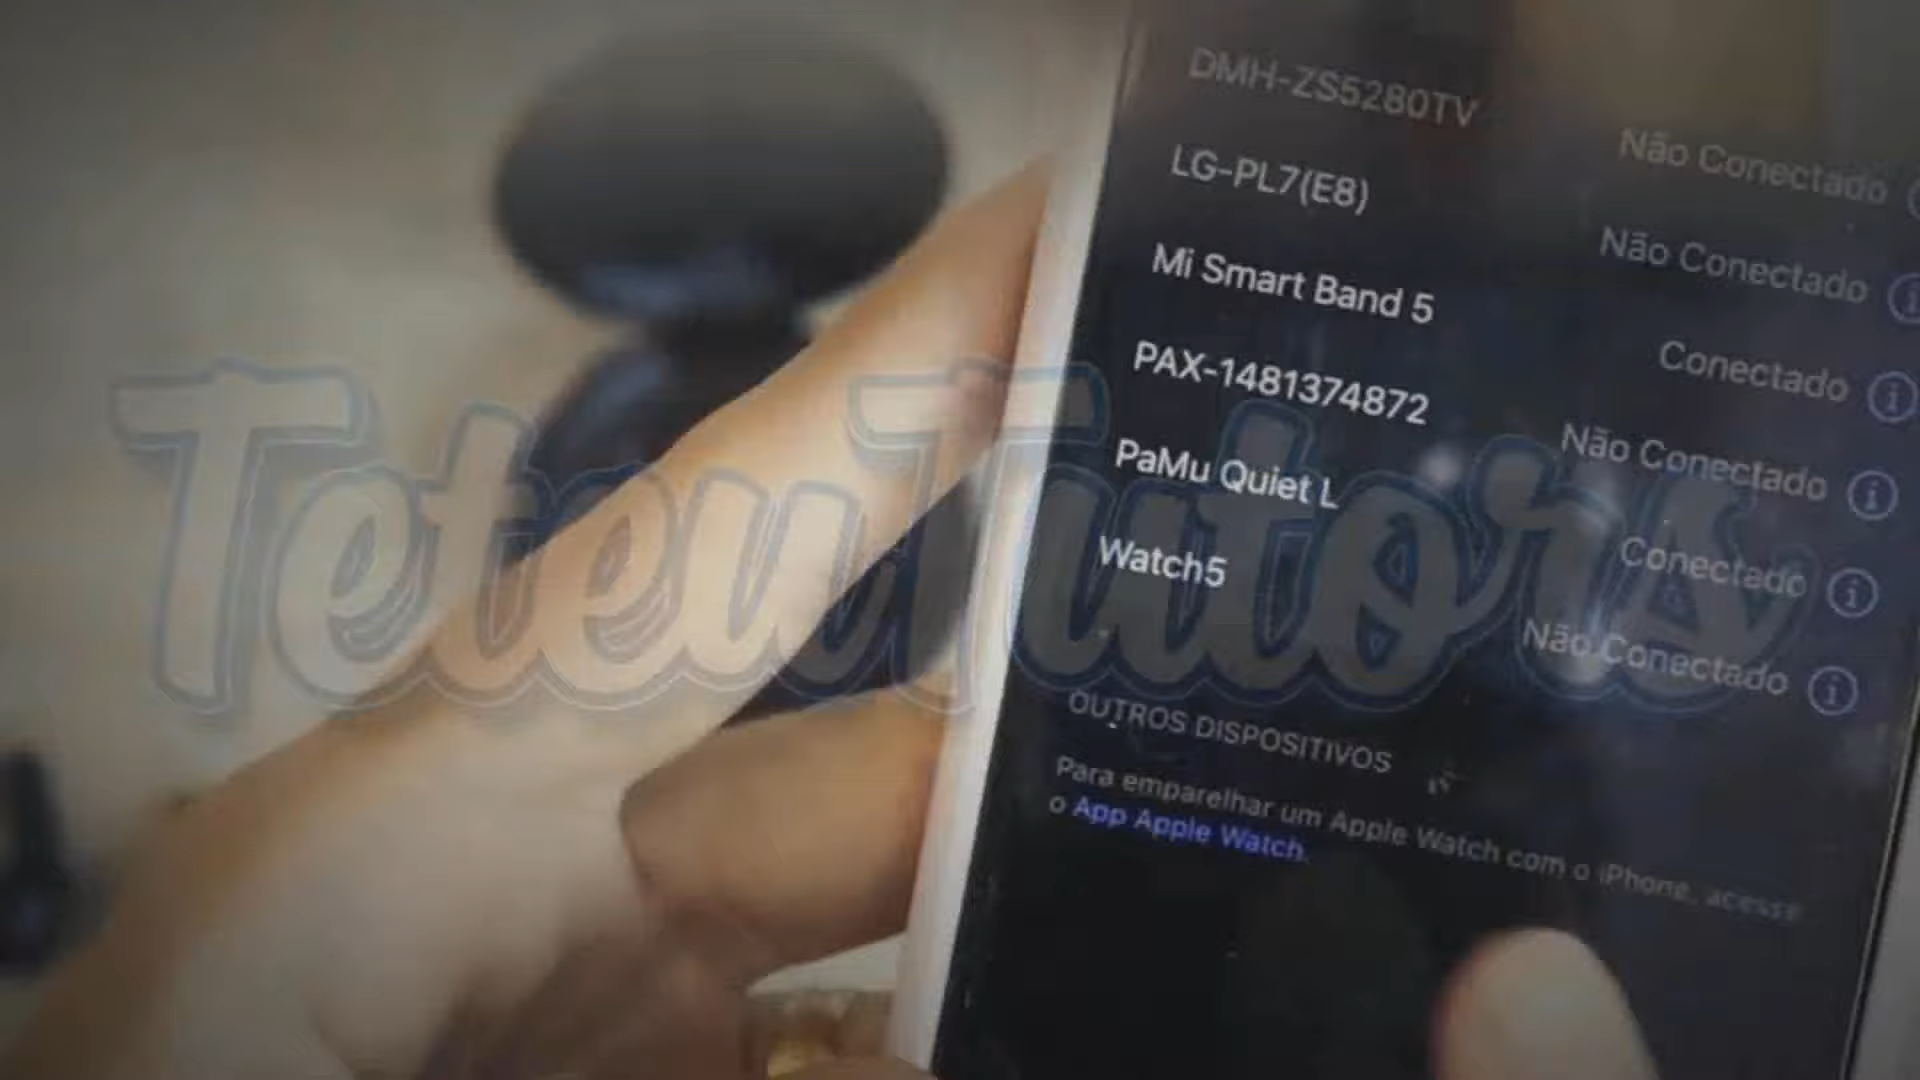 DMH-ZS5280TV
Não Conectado
LG-PL7(E8)
Não Conectado
Mi Smart Band 5
Conectado
PAX-1481374872
Não Conectado
PaMu Quiet L
Conectado
Watch5
Não Conectado
OUTROS DISPOSITIVOS
Para emparelhar um Apple Watch com o iPhone, acesse
o App Apple Watch.
TeteuTutors